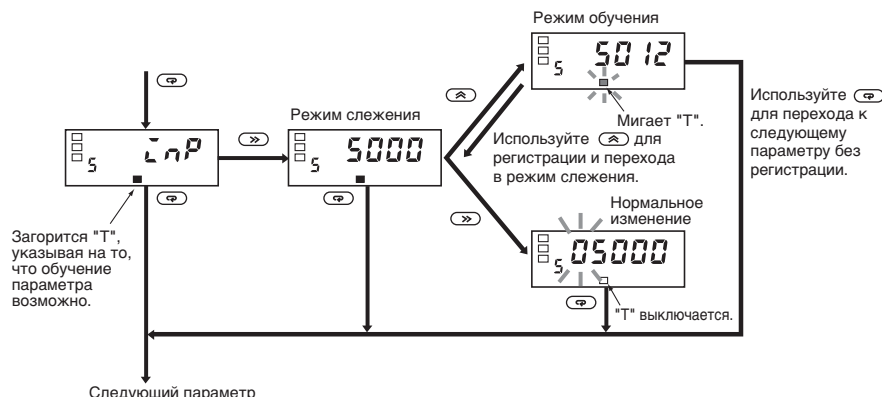 Режим обучения
S 5012
Мигает "Т".
Используйте для перехода к
следующему
параметру без
регистрации.
Режим слежения
S inP
S 5000
Используйте для
регистрации и перехода
в режим слежения.
Нормальное
изменение
S 05000
"Т" выключается.
Загорится "Т",
указывая на то,
что обучение
параметра
возможно.
Следующий параметр